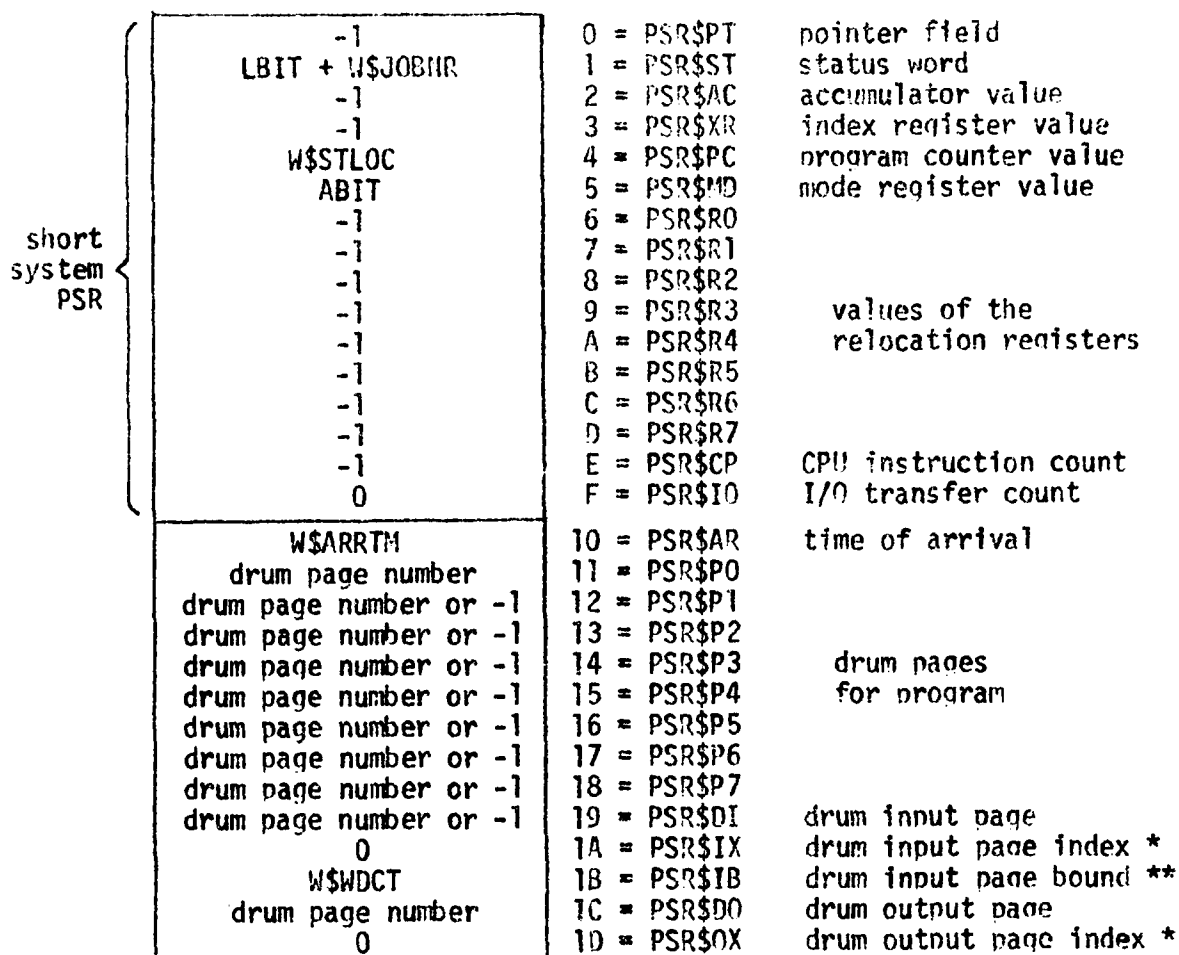 -1 0 = PSR$PT pointer field
LBIT + W$JOBNR 1 = PSR$ST status word
-1 2 = PSR$AC accumulator value
-1 3 = PSR$XR index register value
W$STLOC 4 = PSR$PC program counter value
ABIT 5 = PSR$MD mode register value
-1 6 = PSR$R0
short -1 7 = PSR$R1
system -1 8 = PSR$R2
PSR -1 9 = PSR$R3 values of the
-1 A = PSR$R4 relocation registers
-1 B = PSR$R5
-1 C = PSR$R6
-1 D = PSR$R7
-1 E = PSR$CP CPU instruction count
0 F = PSR$IO I/O transfer count
W$ARRTM 10 = PSR$AR time of arrival
drum page number 11 = PSR$P0
drum page number or -1 12 = PSR$P1
drum page number or -1 13 = PSR$P2
drum page number or -1 14 = PSR$P3 drum pages
drum page number or -1 15 = PSR$P4 for program
drum page number or -1 16 = PSR$P5
drum page number or -1 17 = PSR$P6
drum page number or -1 18 = PSR$P7
drum page number or -1 19 = PSR$DI drum input page
0 1A = PSR$IX drum input page index *
W$WDCT 1B = PSR$IB drum input page bound **
drum page number 1C = PSR$DO drum output page
0 1D = PSR$OX drum output page index *